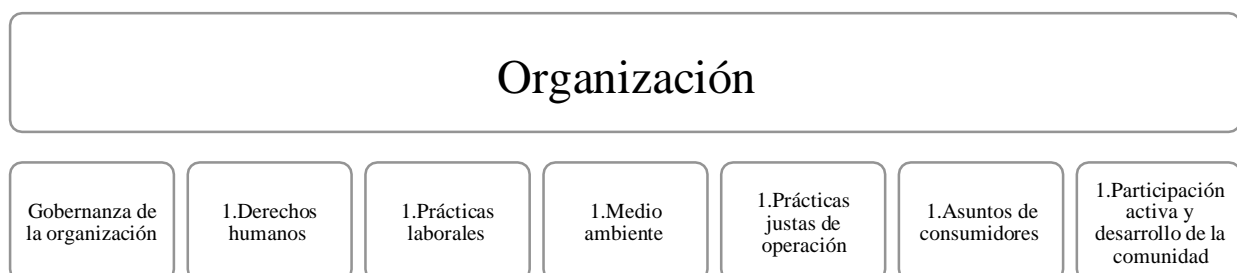 Organización
Gobernanza de
la organización
1.Derechos
humanos
1.Prácticas
laborales
1.Medio
ambiente
1.Prácticas
justas de
operación
1.Asuntos de
consumidores
1.Participación
activa y
desarrollo de la
comunidad